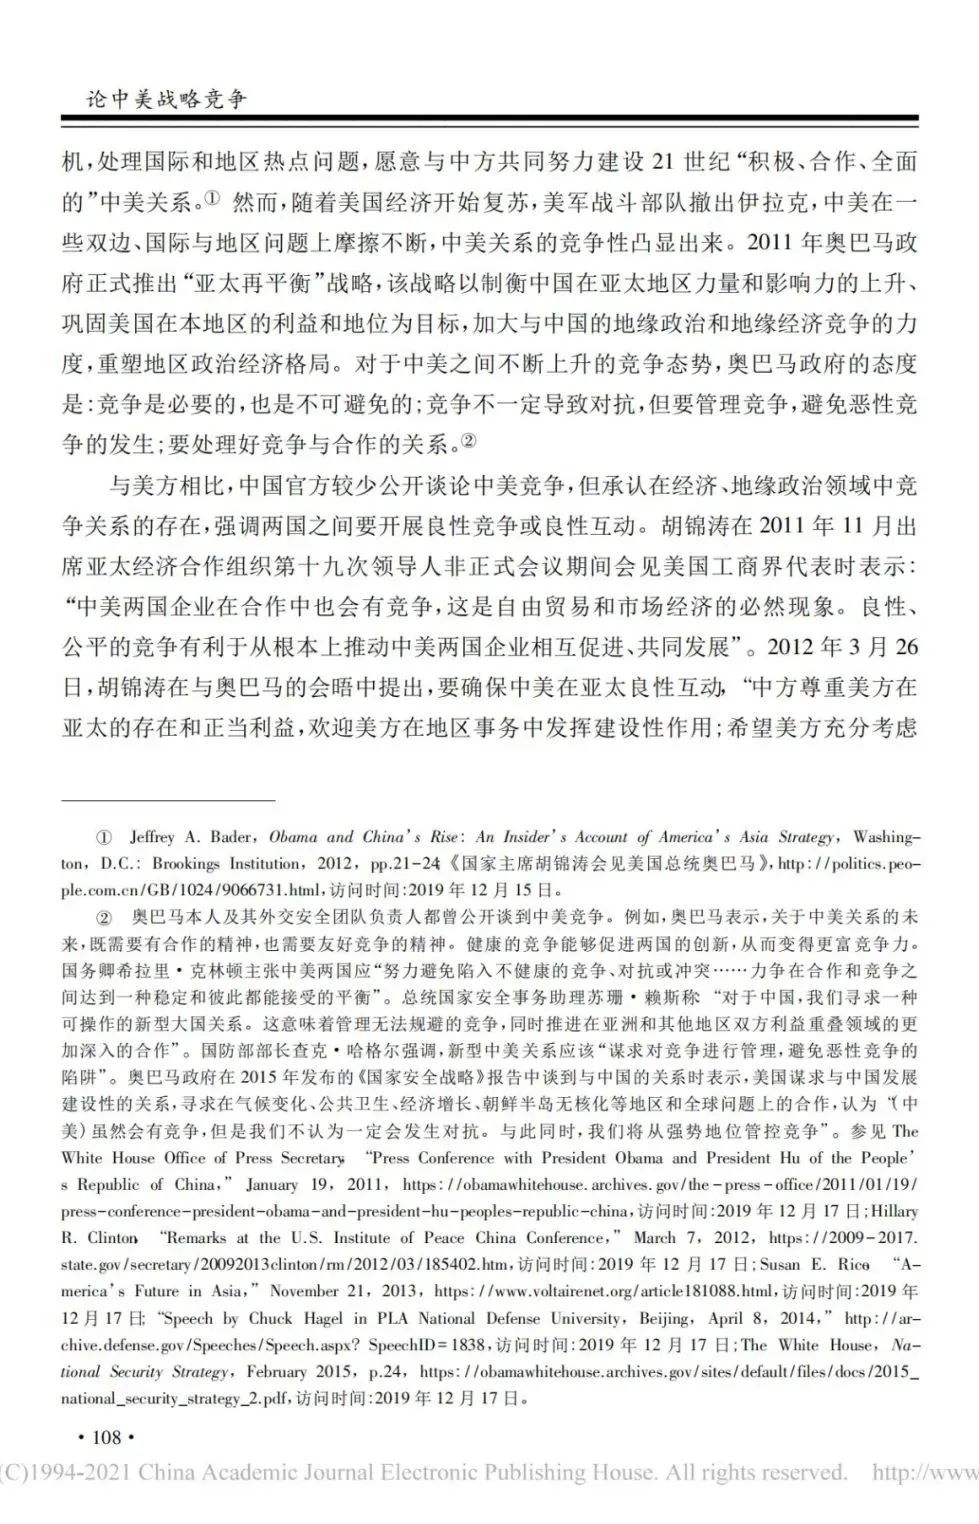 论中美战略竞争
机,处理国际和地区热点问题,愿意与中方共同努力建设 21 世纪“积极、合作、全面
的”中美关系。① 然而,随着美国经济开始复苏,美军战斗部队撤出伊拉克,中美在一
些双边、国际与地区问题上摩擦不断,中美关系的竞争性凸显出来。2011 年奥巴马政
府正式推出“亚太再平衡”战略,该战略以制衡中国在亚太地区力量和影响力的上升、
巩固美国在本地区的利益和地位为目标,加大与中国的地缘政治和地缘经济竞争的力
度,重塑地区政治经济格局。对于中美之间不断上升的竞争态势,奥巴马政府的态度
是:竞争是必要的,也是不可避免的;竞争不一定导致对抗,但要管理竞争,避免恶性竞
争的发生;要处理好竞争与合作的关系。②
与美方相比,中国官方较少公开谈论中美竞争,但承认在经济、地缘政治领域中竞
争关系的存在,强调两国之间要开展良性竞争或良性互动。胡锦涛在 2011 年 11 月出
席亚太经济合作组织第十九次领导人非正式会议期间会见美国工商界代表时表示:
“中美两国企业在合作中也会有竞争,这是自由贸易和市场经济的必然现象。良性、
公平的竞争有利于从根本上推动中美两国企业相互促进、共同发展”。2012 年 3 月 26
日,胡锦涛在与奥巴马的会晤中提出,要确保中美在亚太良性互动,“中方尊重美方在
亚太的存在和正当利益,欢迎美方在地区事务中发挥建设性作用;希望美方充分考虑
① Jeffrey A. Bader, Obama and China's Rise: An Insider's Account of America's Asia Strategy, Washing-
ton, D.C.: Brookings Institution, 2012, pp.21-24;《国家主席胡锦涛会见美国总统奥巴马》,http://politics.peo-
ple.com.cn/GB/1024/9066731.html,访问时间:2019 年 12 月 15 日。
② 奥巴马本人及其外交安全团队负责人都曾公开谈到中美竞争。例如,奥巴马表示,关于中美关系的未
来,既需要有合作的精神,也需要友好竞争的精神。健康的竞争能够促进两国的创新,从而变得更富竞争力。
国务卿希拉里·克林顿主张中美两国应“努力避免陷入不健康的竞争、对抗或冲突……力争在合作和竞争之
间达到一种稳定和彼此都能接受的平衡”。总统国家安全事务助理苏珊·赖斯称:“对于中国,我们寻求一种
可操作的新型大国关系。这意味着管理无法规避的竞争,同时推进在亚洲和其他地区双方利益重叠领域的更
加深入的合作”。国防部部长查克·哈格尔强调,新型中美关系应该“谋求对竞争进行管理,避免恶性竞争的
陷阱”。奥巴马政府在 2015 年发布的《国家安全战略》报告中谈到与中国的关系时表示,美国谋求与中国发展
建设性的关系,寻求在气候变化、公共卫生、经济增长、朝鲜半岛无核化等地区和全球问题上的合作,认为“(中
美)虽然会有竞争,但是我们不认为一定会发生对抗。与此同时,我们将从强势地位管控竞争”。参见 The
White House Office of Press Secretary, “Press Conference with President Obama and President Hu of the People'
s Republic of China,” January 19, 2011, https://obamawhitehouse.archives.gov/the-press-office/2011/01/19/
press-conference-president-obama-and-president-hu-peoples-republic-china,访问时间:2019 年 12 月 17 日;Hillary
R. Clinton, “Remarks at the U.S. Institute of Peace China Conference,” March 7, 2012, https://2009-2017.
state.gov/secretary/20092013clinton/rm/2012/03/185402.htm,访问时间:2019 年 12 月 17 日;Susan E. Rice, “A-
merica's Future in Asia,” November 21, 2013, https://www.voltairenet.org/article181088.html,访问时间:2019 年
12 月 17 日;“Speech by Chuck Hagel in PLA National Defense University, Beijing, April 8, 2014,” http://ar-
chive.defense.gov/Speeches/Speech.aspx? SpeechID=1838,访问时间:2019 年 12 月 17 日;The White House, Na-
tional Security Strategy, February 2015, p.24, https://obamawhitehouse.archives.gov/sites/default/files/docs/2015_
national_security_strategy_2.pdf,访问时间:2019 年 12 月 17 日。
·108·
(C)1994-2021 China Academic Journal Electronic Publishing House. All rights reserved. http://www